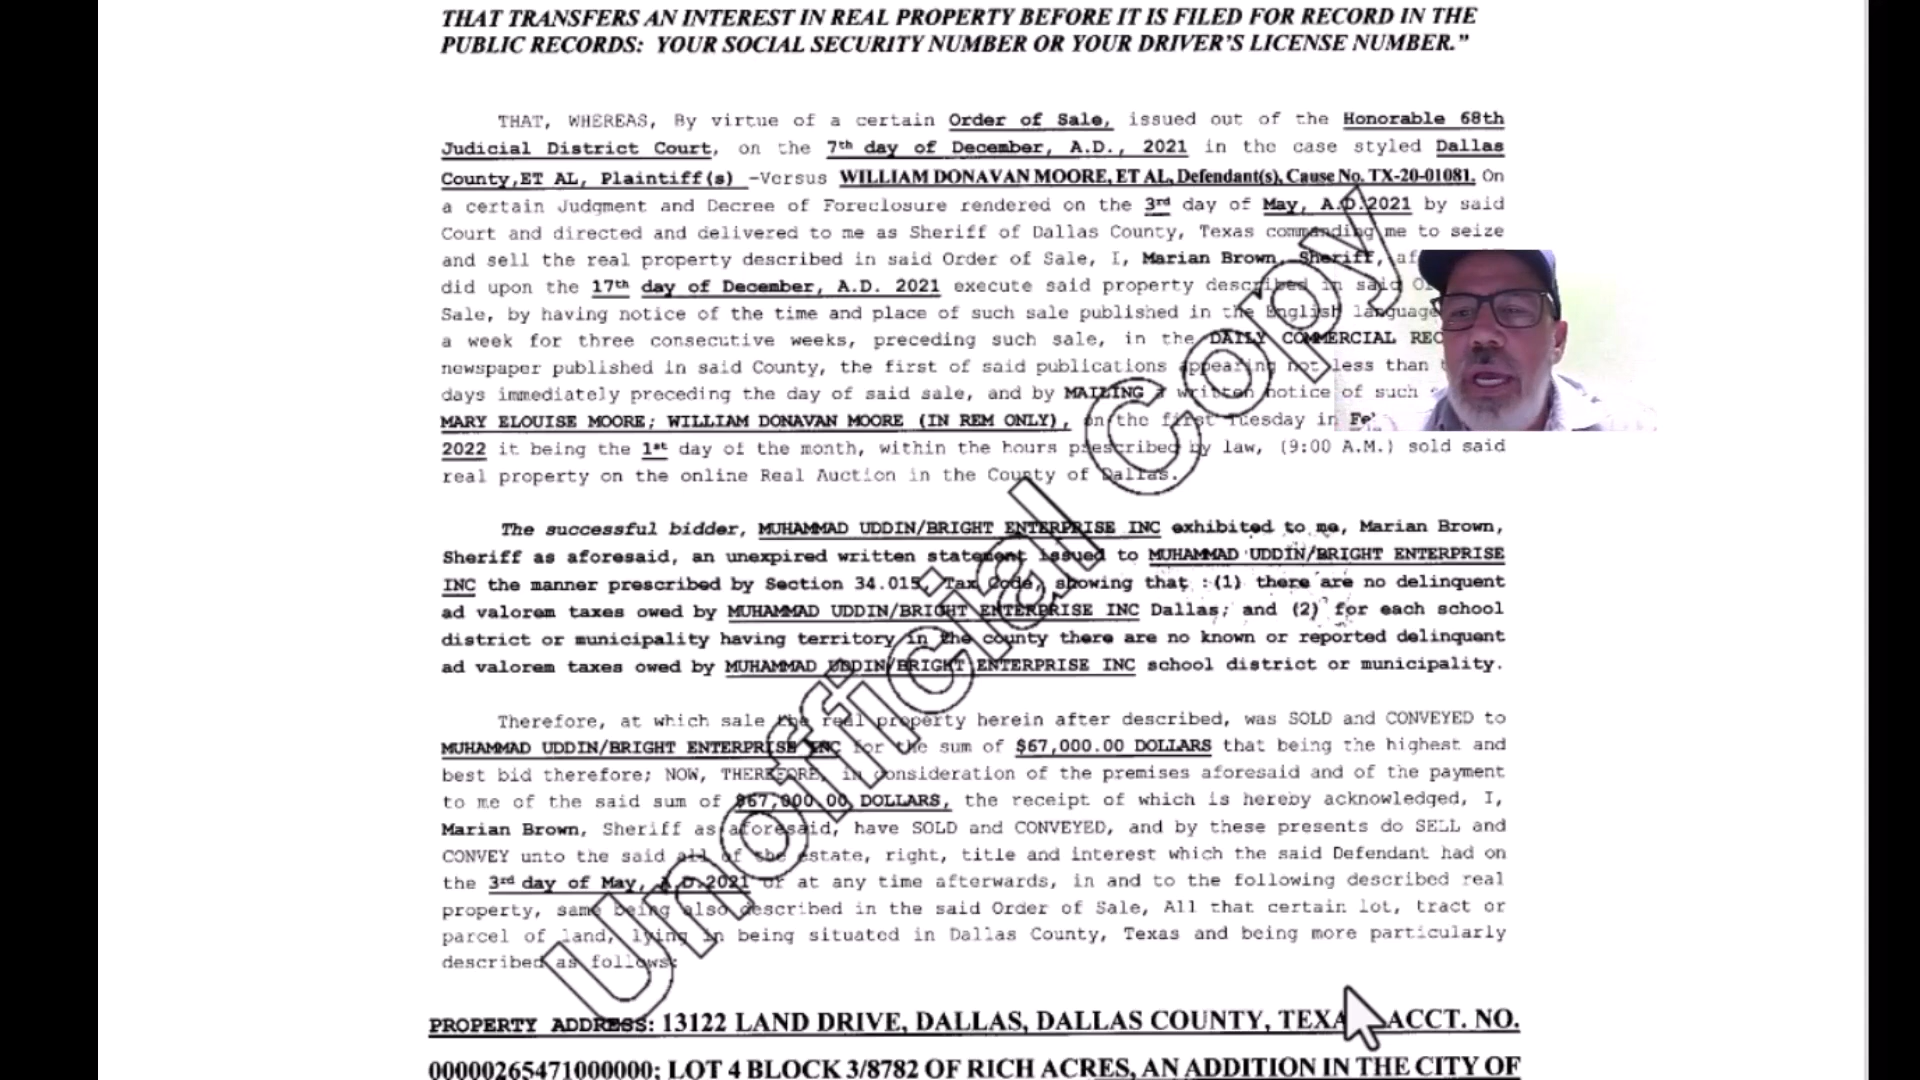 THAT TRANSFERS AN INTEREST IN REAL PROPERTY BEFORE IT IS FILED FOR RECORD IN THE
PUBLIC RECORDS: YOUR SOCIAL SECURITY NUMBER OR YOUR DRIVER'S LICENSE NUMBER."
THAT, WHEREAS, By virtue of a certain Order of Sale, issued out of the Honorable 68th
Judicial District Court, on the 7th day of December, A.D., 2021 in the case styled Dallas
County,ET AL, Plaintiff(s) -Versus WILLIAM DONAVAN MOORE, ET AL, Defendant(s), Cause No. TX-20-01081. On
a certain Judgment and Decree of Foreclosure rendered on the 3rd day of May, A.D.2021 by said
Court and directed and delivered to me as Sheriff of Dallas County, Texas commanding me to seize
and sell the real property described in said Order of Sale, I, Marian Brown, Sheriff,
did upon the 17th day of December, A.D. 2021 execute said property described in said
Sale, by having notice of the time and place of such sale published in the English language
a week for three consecutive weeks, preceding such sale, in the DAILY COMMERCIAL
newspaper published in said County, the first of said publications appearing not less than
days immediately preceding the day of said sale, and by MAILING a written notice of such
MARY ELOUISE MOORE; WILLIAM DONAVAN MOORE (IN REM ONLY), on the first Tuesday in
2022 it being the 1st day of the month, within the hours prescribed by law, (9:00 A.M.) sold said
real property on the online Real Auction in the County of Dallas.
The successful bidder, MUHAMMAD UDDIN/BRIGHT ENTERPRISE INC exhibited to me, Marian Brown,
Sheriff as aforesaid, an unexpired written statement issued to MUHAMMAD UDDIN/BRIGHT ENTERPRISE
INC the manner prescribed by Section 34.015, Tax Code, showing that :(1) there are no delinquent
ad valorem taxes owed by MUHAMMAD UDDIN/BRIGHT ENTERPRISE INC Dallas; and (2) for each school
district or municipality having territory in the county there are no known or reported delinquent
ad valorem taxes owed by MUHAMMAD UDDIN/BRIGHT ENTERPRISE INC school district or municipality.
Therefore, at which sale the real property herein after described, was SOLD and CONVEYED to
MUHAMMAD UDDIN/BRIGHT ENTERPRISE INC for the sum of $67,000.00 DOLLARS that being the highest and
best bid therefore; NOW, THEREFORE, in consideration of the premises aforesaid and of the payment
to me of the said sum of $67,000.00 DOLLARS, the receipt of which is hereby acknowledged, I,
Marian Brown, Sheriff as aforesaid, have SOLD and CONVEYED, and by these presents do SELL and
CONVEY unto the said all of the estate, right, title and interest which the said Defendant had on
the 3rd day of May, A.D.2021 or at any time afterwards, in and to the following described real
property, same being also described in the said Order of Sale, All that certain lot, tract or
parcel of land, lying in being situated in Dallas County, Texas and being more particularly
described as follows:
PROPERTY ADDRESS: 13122 LAND DRIVE, DALLAS, DALLAS COUNTY, ACCT. NO.
00000265471000000; LOT 4 BLOCK 3/8782 OF RICH ACRES, AN ADDITION IN THE CITY OF
Unofficial Copy